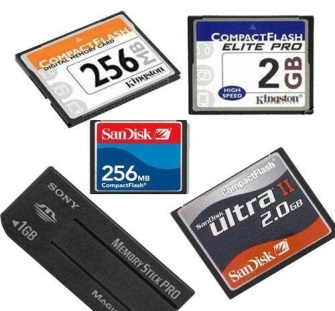 COMPACTFLASH
DIGITAL MEMORY CARD
256 MB
Kingston
COMPACTFLASH
ELITE PRO
2 GB
HIGH SPEED
Kingston
SanDisk
256MB
CompactFlash®
SONY
1GB
MEMORY STICK PRO
MAGIC
CompactFlash®
SanDisk
ultra II
2.0GB
SanDisk